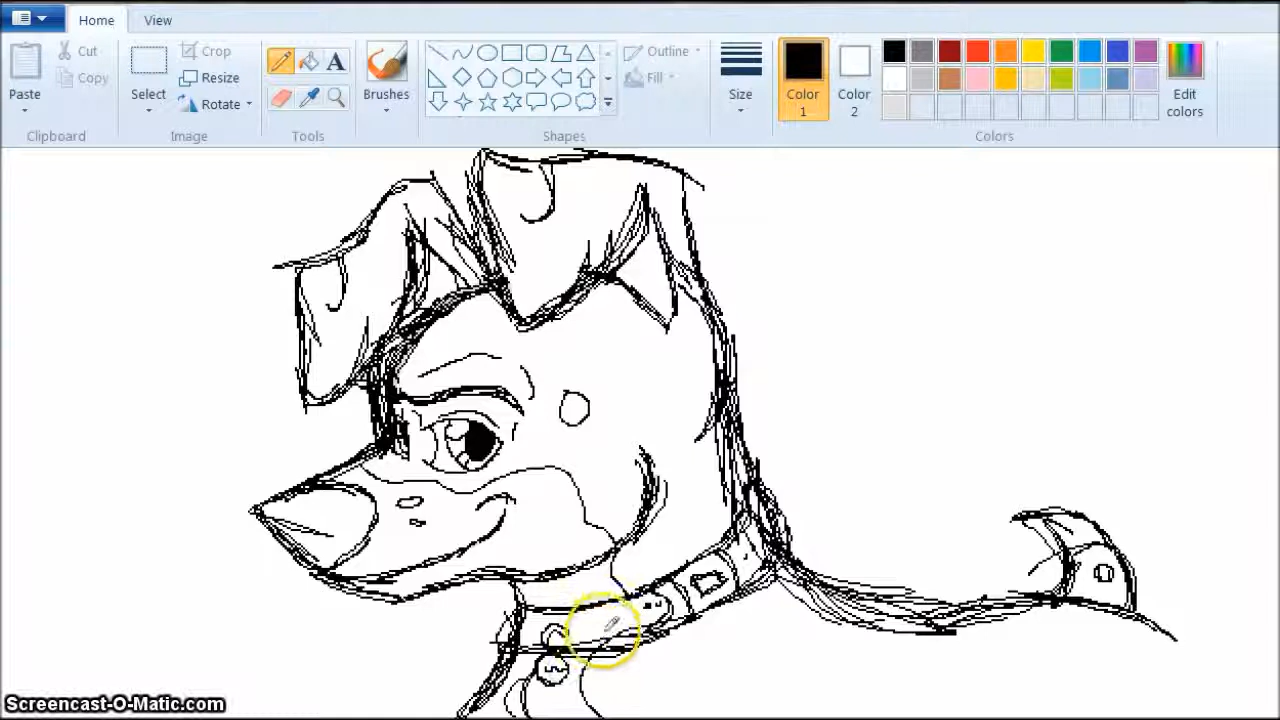 Home View
Cut
Copy
Paste
Clipboard
Crop
Resize
Rotate
Select
Image
A
Tools
Brushes
Outline
Fill
Shapes
Size
Color
1
Color
2
Edit
colors
Colors
Screencast-O-Matic.com